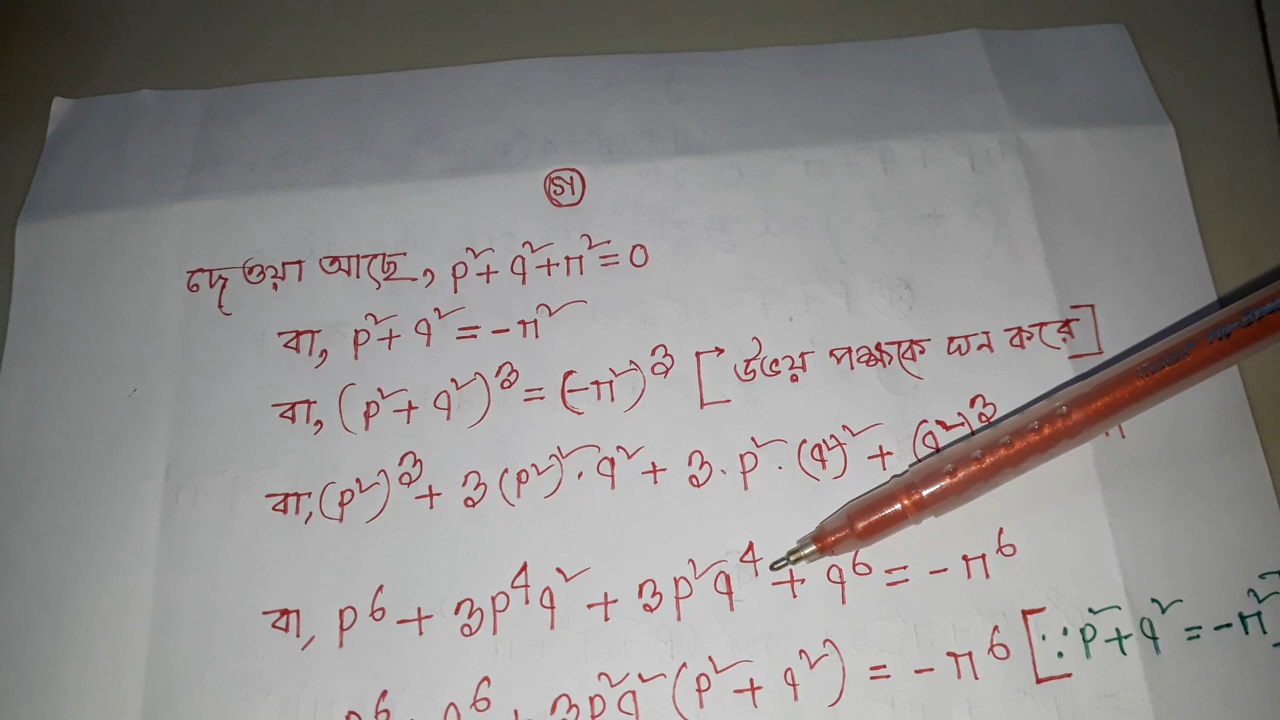 গ
দেওয়া আছে, p²+q²+r²=0
বা, p²+q²=-r²
বা, (p²+q²)³=(-r²)³ [উভয় পক্ষকে ঘন করে]
বা, (p²)³+3(p²)².q²+3.p².(q²)²+(q²)³
বা, p⁶+3p⁴q²+3p²q⁴+q⁶=-r⁶
p⁶+q⁶+3p²q²(p²+q²)=-r⁶ [∵p²+q²=-r²]